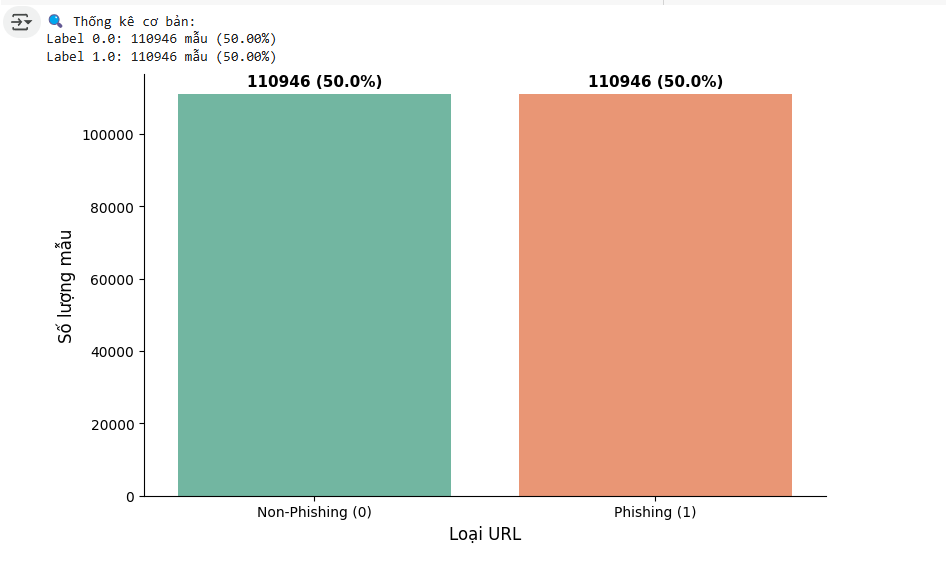 🔍 Thống kê cơ bản:
Label 0.0: 110946 mẫu (50.00%)
Label 1.0: 110946 mẫu (50.00%)
110946 (50.0%) 110946 (50.0%)
100000
80000
60000
40000
20000
0
Số lượng mẫu
Non-Phishing (0) Phishing (1)
Loại URL